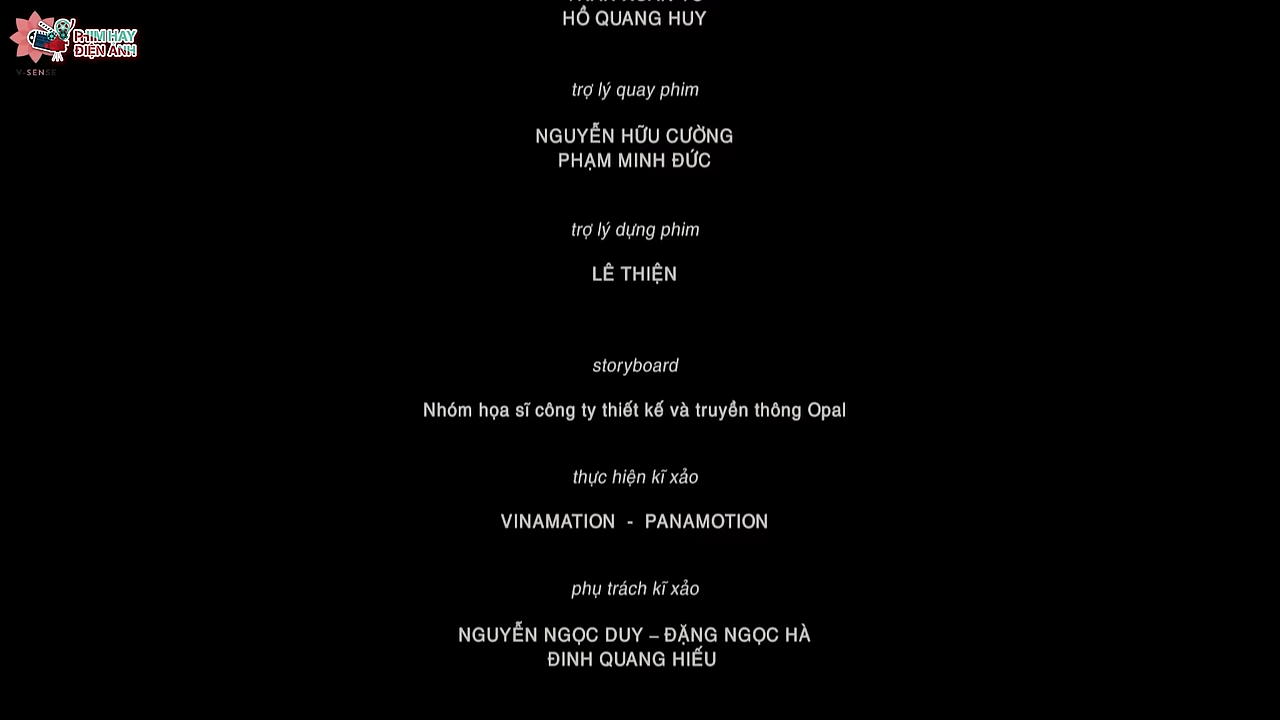 PHIM HAY
ĐIỆN ẢNH
V-SENSE
HỒ QUANG HUY
trợ lý quay phim
NGUYỄN HỮU CƯỜNG
PHẠM MINH ĐỨC
trợ lý dựng phim
LÊ THIỆN
storyboard
Nhóm họa sĩ công ty thiết kế và truyền thông Opal
thực hiện kĩ xảo
VINAMATION - PANAMOTION
phụ trách kĩ xảo
NGUYỄN NGỌC DUY – ĐẶNG NGỌC HÀ
ĐINH QUANG HIẾU